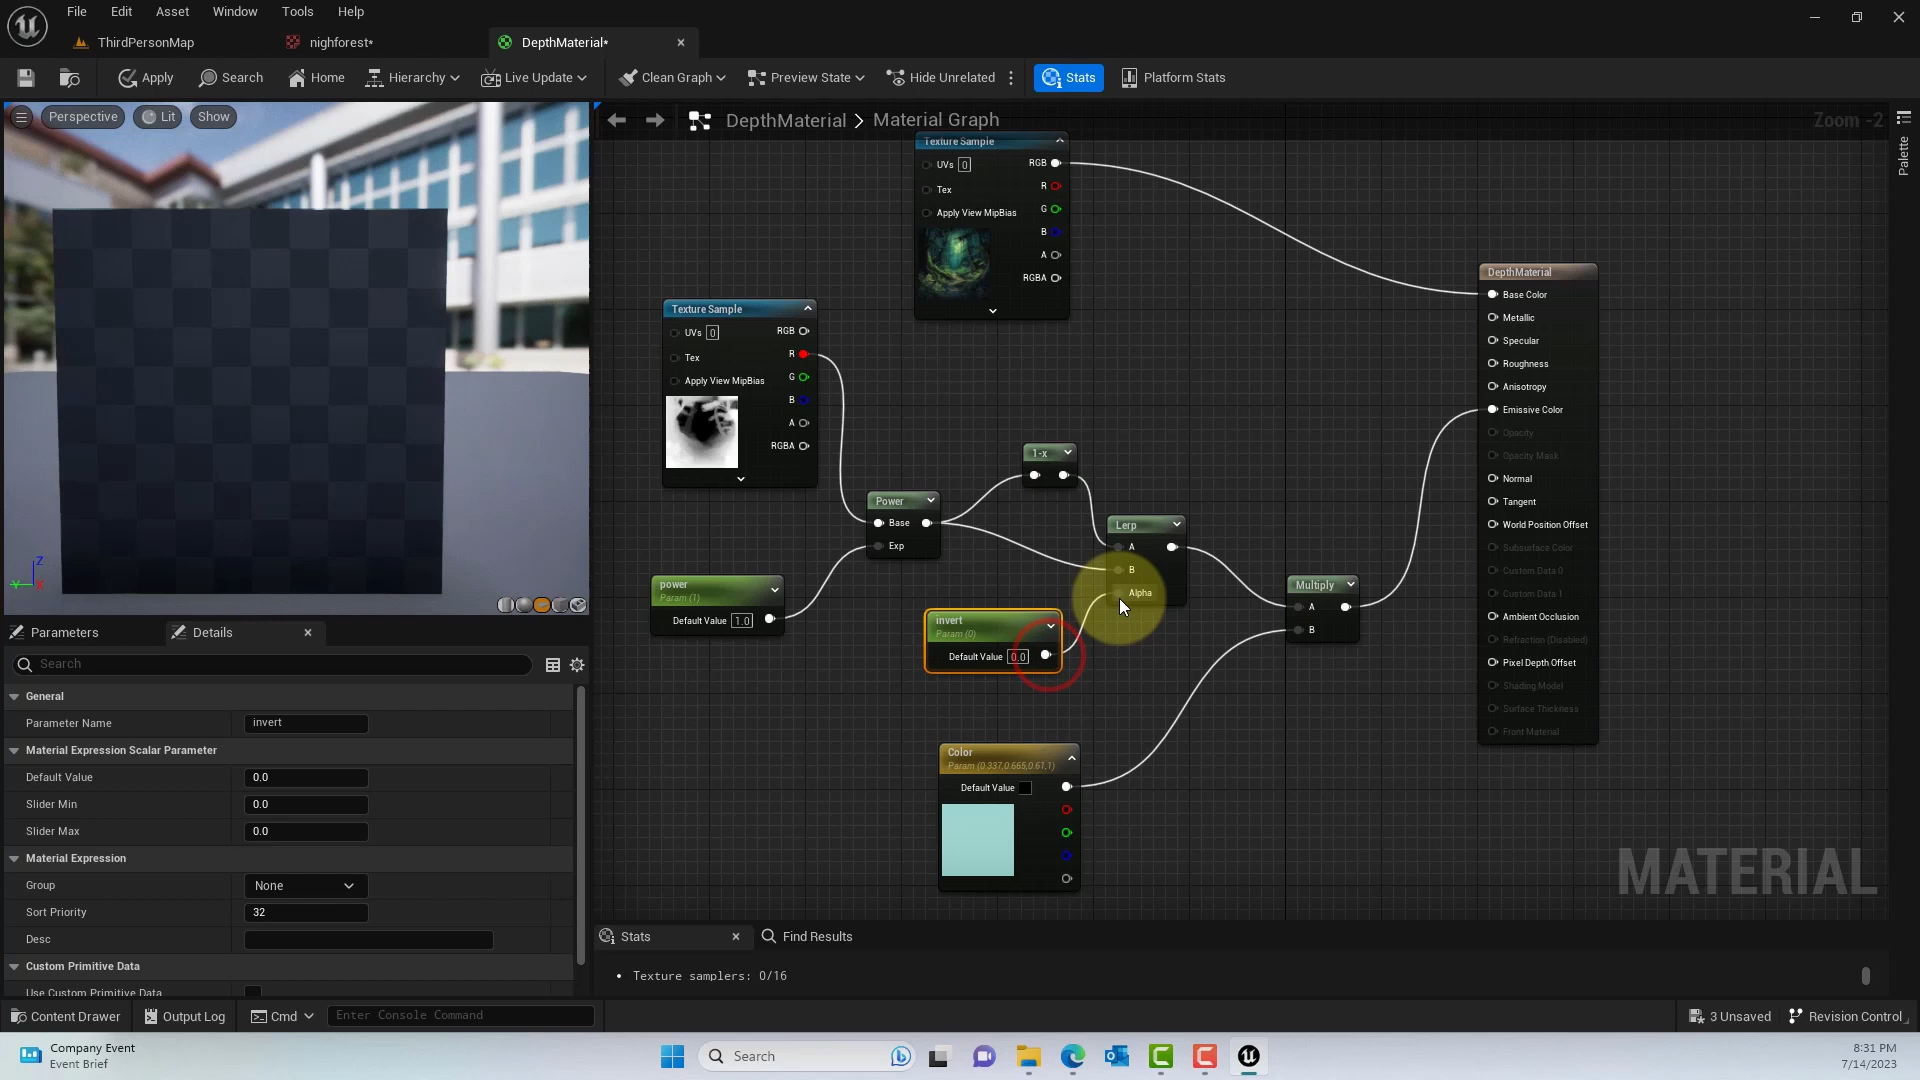 File Edit Asset Window Tools Help
ThirdPersonMap nighforest* DepthMaterial*
Apply Search Home Hierarchy Live Update Clean Graph Preview State Hide Unrelated Stats Platform Stats
Perspective Lit Show
DepthMaterial > Material Graph Zoom -2
Palette
Texture Sample
UVs 0 RGB
R
Tex
G
Apply View MipBias
B
A
RGBA
Texture Sample
UVs 0 RGB
R
Tex
G
Apply View MipBias
B
A
RGBA
1-x
Power
Base
Exp
Lerp
A
B
Alpha
power
Param (1)
Default Value 1.0
invert
Param (0)
Default Value 0.0
Multiply
A
B
Color
Param (0.337,0.665,0.61,1)
Default Value
DepthMaterial
Base Color
Metallic
Specular
Roughness
Anisotropy
Emissive Color
Opacity
Opacity Mask
Normal
Tangent
World Position Offset
Subsurface Color
Custom Data 0
Custom Data 1
Ambient Occlusion
Refraction (Disabled)
Pixel Depth Offset
Shading Model
Surface Thickness
Front Material
MATERIAL
Z
Y X
Parameters Details
Search
General
Parameter Name invert
Material Expression Scalar Parameter
Default Value 0.0
Slider Min 0.0
Slider Max 0.0
Material Expression
Group None
Sort Priority 32
Desc
Custom Primitive Data
Use Custom Primitive Data
Stats Find Results
• Texture samplers: 0/16
Content Drawer Output Log Cmd Enter Console Command 3 Unsaved Revision Control
Company Event
Event Brief
Search
8:31 PM
7/14/2023